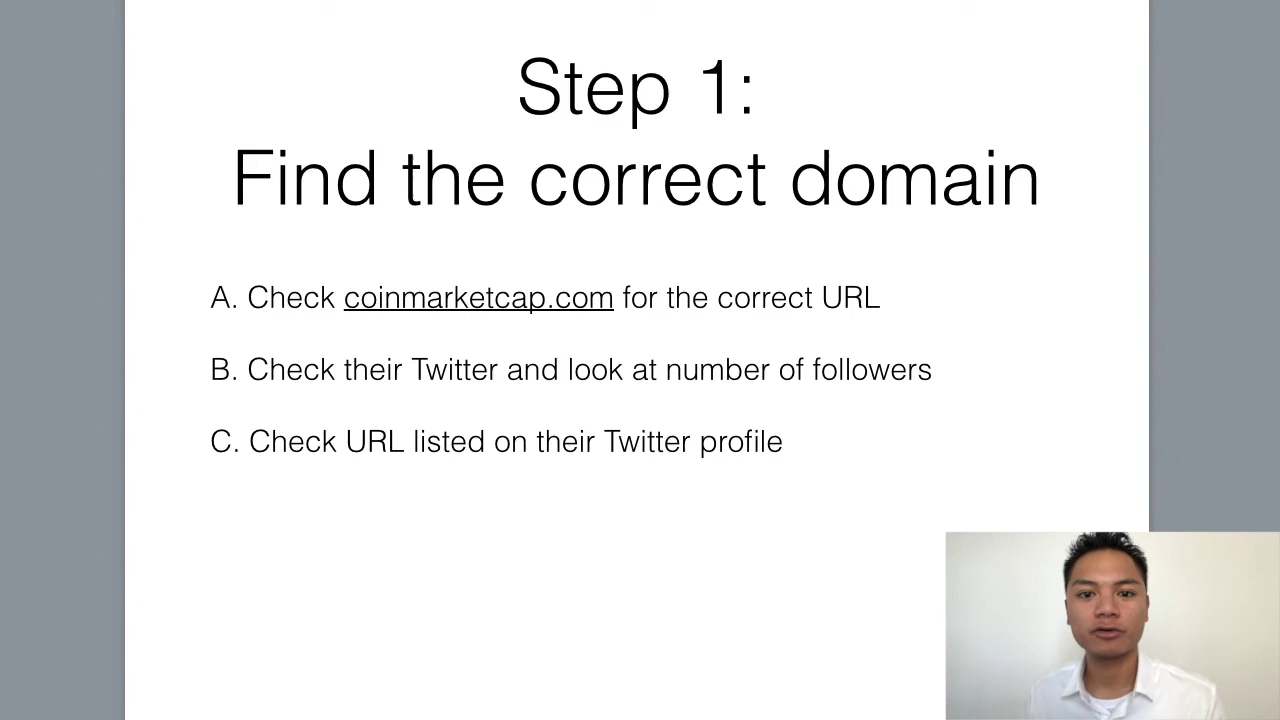 Step 1:
Find the correct domain
A. Check coinmarketcap.com for the correct URL
B. Check their Twitter and look at number of followers
C. Check URL listed on their Twitter profile